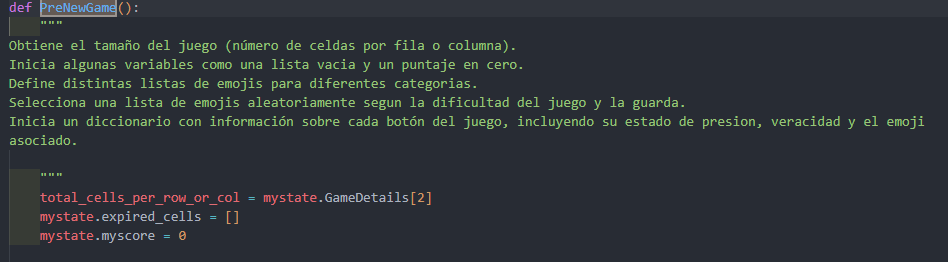 def PreNewGame():
"""
Obtiene el tamaño del juego (número de celdas por fila o columna).
Inicia algunas variables como una lista vacia y un puntaje en cero.
Define distintas listas de emojis para diferentes categorias.
Selecciona una lista de emojis aleatoriamente segun la dificultad del juego y la guarda.
Inicia un diccionario con información sobre cada botón del juego, incluyendo su estado de presion, veracidad y el emoji
asociado.
"""
total_cells_per_row_or_col = mystate.GameDetails[2]
mystate.expired_cells = []
mystate.myscore = 0